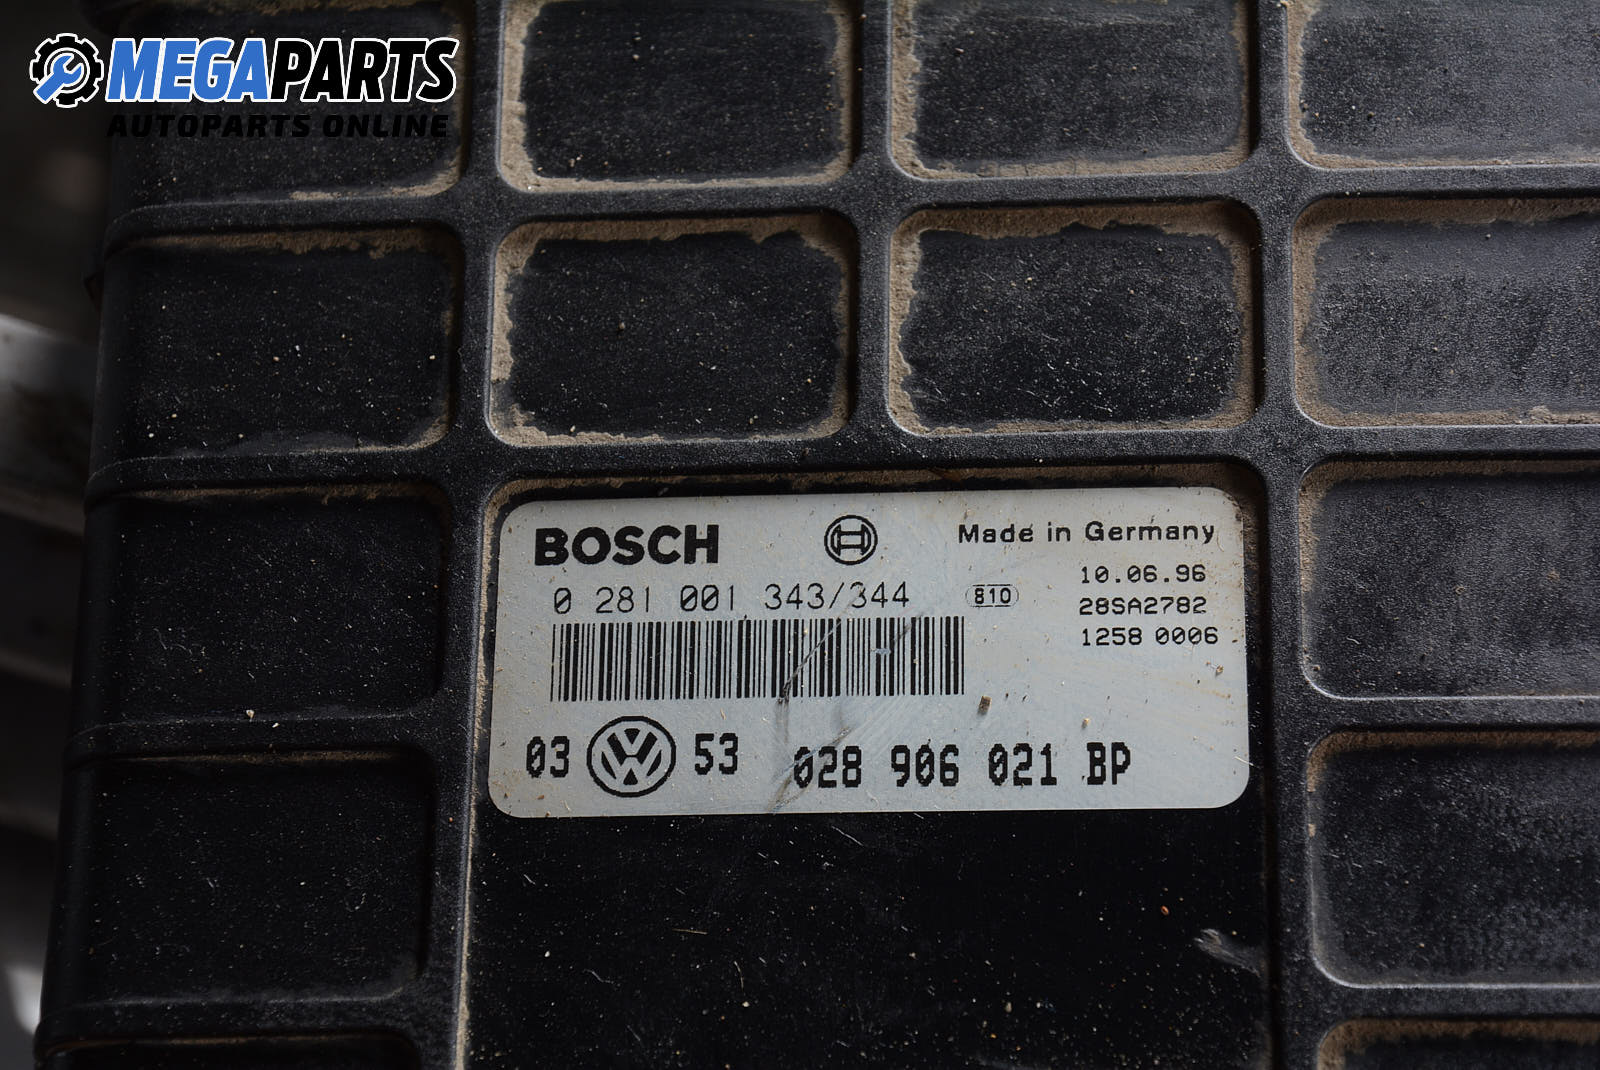 MEGAPARTS
AUTOPARTS ONLINE
BOSCH
Made in Germany
0 281 001 343/344
810
10.06.96
28SA2782
1258 0006
03 VW 53 028 906 021 BP